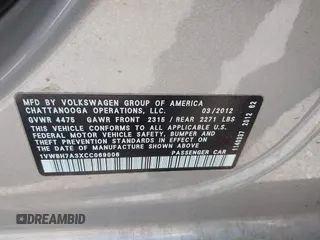 MFD BY VOLKSWAGEN GROUP OF AMERICA
CHATTANOOGA OPERATIONS, LLC. 03/2012
GVWR 4475 GAWR FRONT 2315 / REAR 2271 LBS
THIS VEHICLE CONFORMS TO ALL APPLICABLE U.S.
FEDERAL MOTOR VEHICLE SAFETY, BUMPER AND
THEFT PREVENTION STANDARDS IN EFFECT ON THE
DATE OF MANUFACTURE SHOWN ABOVE.
PASSENGER CAR
2012 02